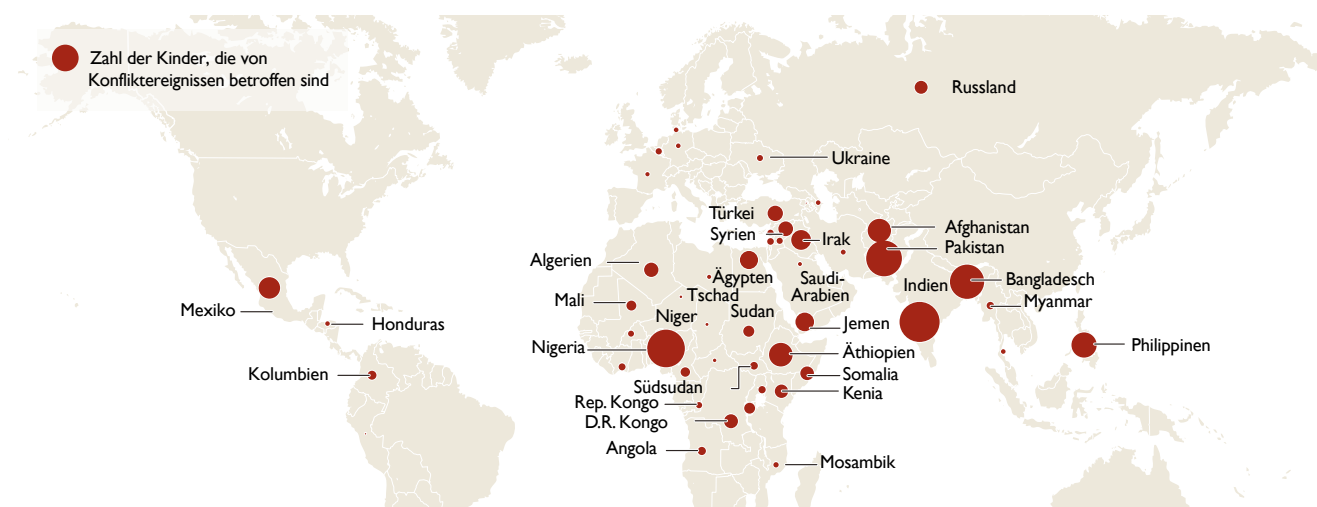 Zahl der Kinder, die von
Konfliktereignissen betroffen sind
Russland
Ukraine
Türkei
Syrien
Irak
Afghanistan
Pakistan
Algerien
Ägypten
Saudi-
Arabien
Indien
Bangladesch
Myanmar
Mexiko
Honduras
Mali
Tschad
Niger
Sudan
Jemen
Nigeria
Äthiopien
Philippinen
Kolumbien
Südsudan
Somalia
Kenia
Rep. Kongo
D.R. Kongo
Angola
Mosambik